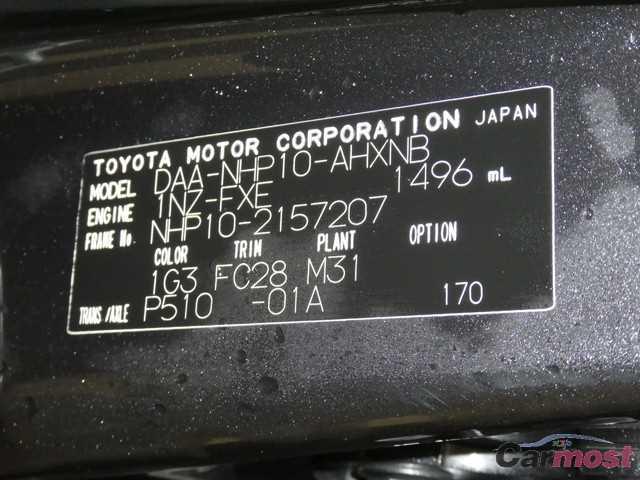 TOYOTA MOTOR CORPORATION JAPAN
MODEL DAA-NHP10-AHXNB
ENGINE 1NZ-FXE 1496 mL
FRAME No NHP10-2157207
COLOR TRIM PLANT OPTION
1G3 FC28 M31
TRANS/AXLE P510 -01A 170
Carmost